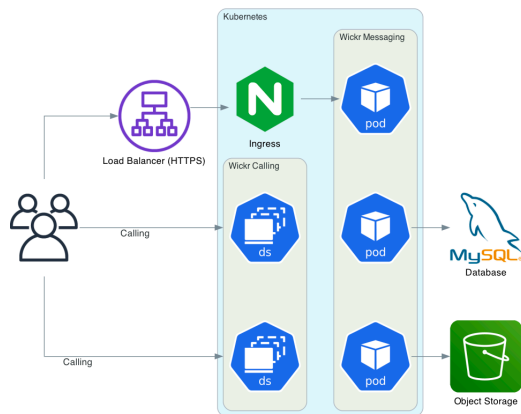 Kubernetes
Wickr Messaging
pod
Ingress
Load Balancer (HTTPS)
Wickr Calling
Calling
ds
pod
MySQL
Database
Calling
ds
pod
Object Storage